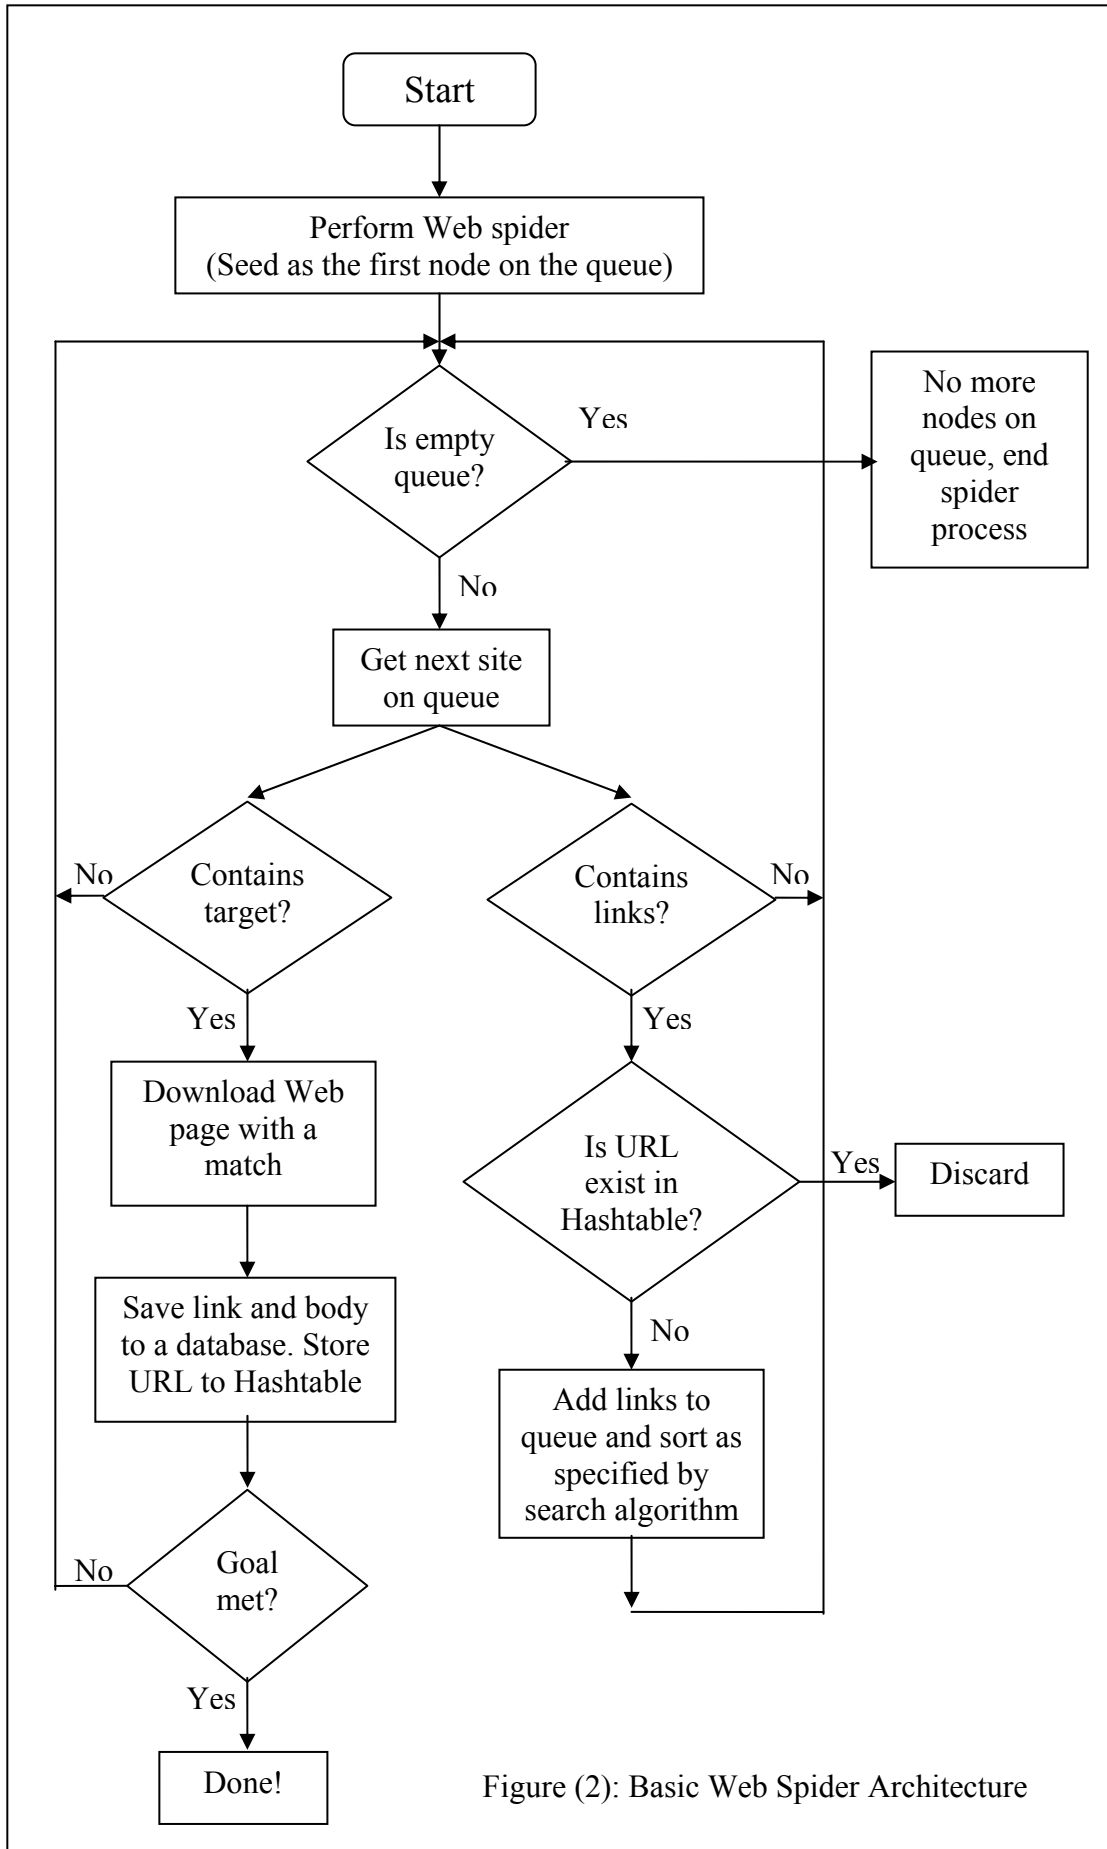 Start
Perform Web spider
(Seed as the first node on the queue)
Is empty
queue?
Yes
No more
nodes on
queue, end
spider
process
No
Get next site
on queue
No
Contains
target?
Contains
links?
No
Yes
Yes
Download Web
page with a
match
Is URL
exist in
Hashtable?
Yes
Discard
Save link and body
to a database. Store
URL to Hashtable
No
Add links to
queue and sort as
specified by
search algorithm
No
Goal
met?
Yes
Done!
Figure (2): Basic Web Spider Architecture